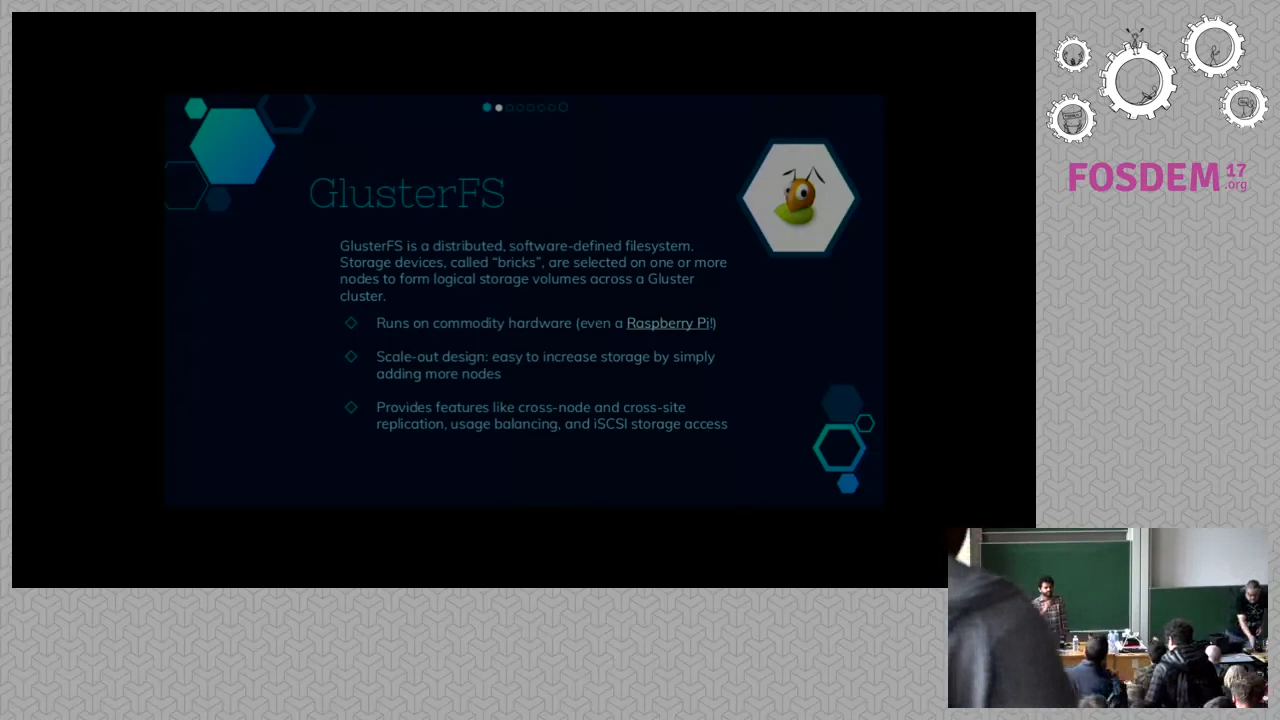 GlusterFS
GlusterFS is a distributed, software-defined filesystem.
Storage devices, called “bricks”, are selected on one or more
nodes to form logical storage volumes across a Gluster
cluster.
Runs on commodity hardware (even a Raspberry Pi!)
Scale-out design: easy to increase storage by simply
adding more nodes
Provides features like cross-node and cross-site
replication, usage balancing, and iSCSI storage access
FOSDEM 17
.org